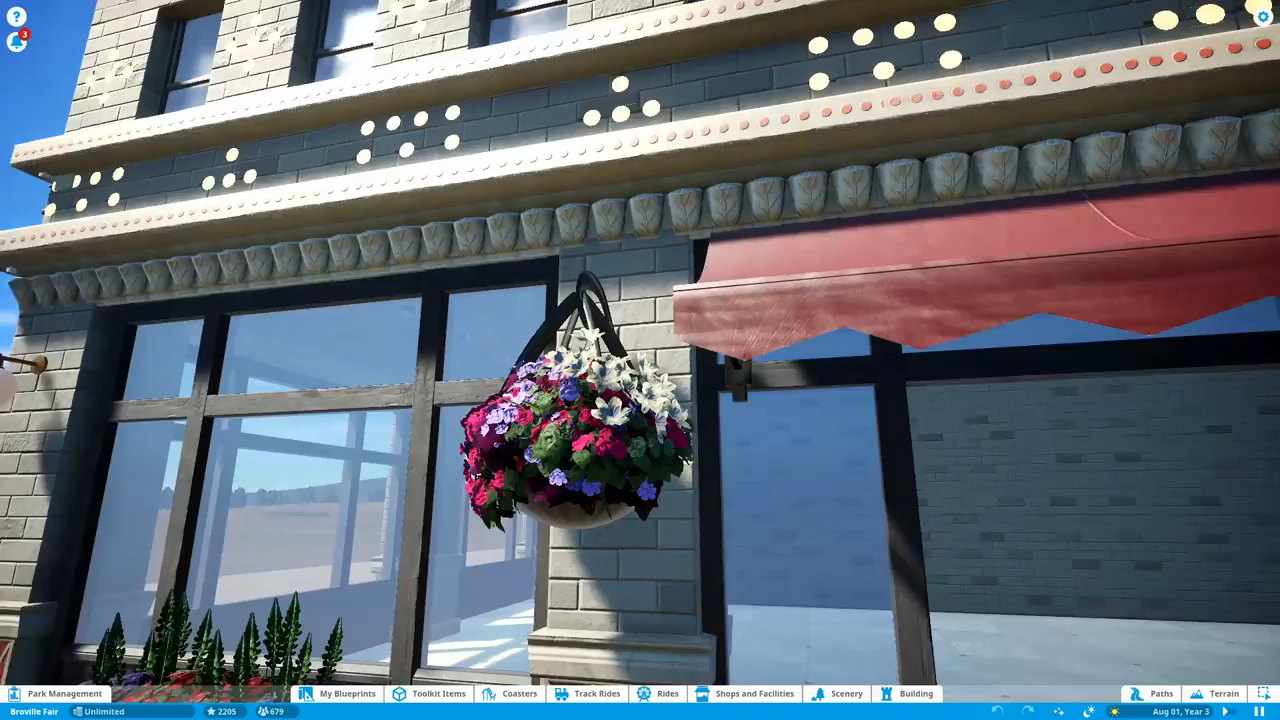 ?
3
Park Management
My Blueprints
Toolkit Items
Coasters
Track Rides
Rides
Shops and Facilities
Scenery
Building
Paths
Terrain
Broville Fair
Unlimited
2205
679
Aug 01, Year 3